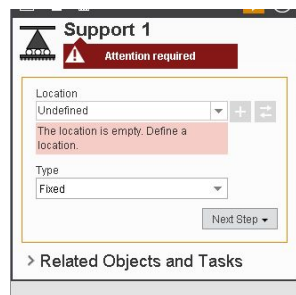 Support 1
Attention required
Location
Undefined
The location is empty. Define a
location.
Type
Fixed
Next Step
Related Objects and Tasks